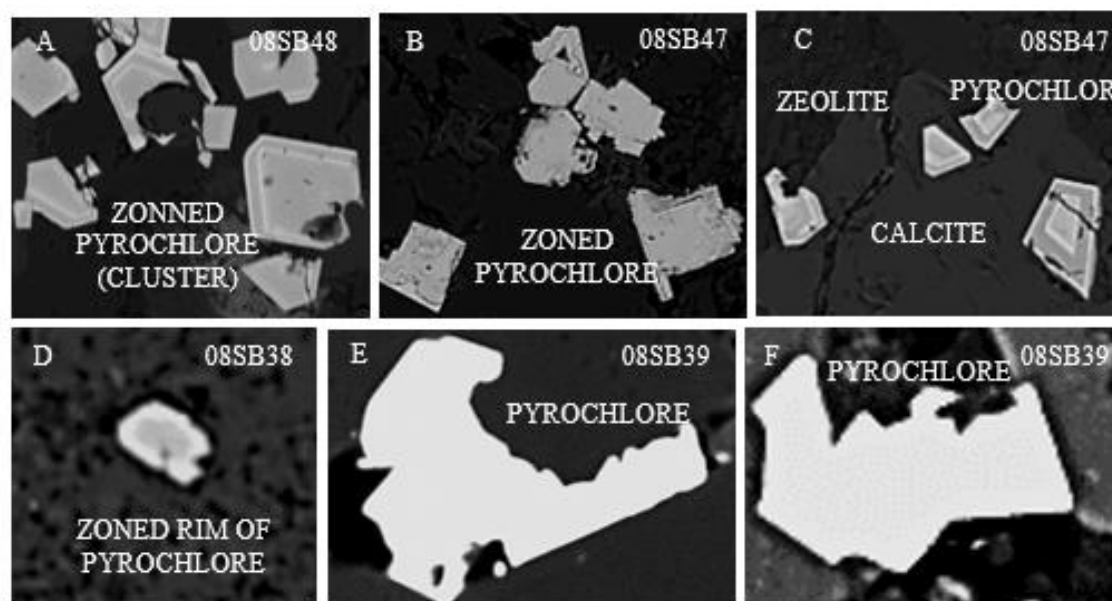 A
08SB48
ZONNED
PYROCHLORE
(CLUSTER)
B
08SB47
ZONED
PYROCHLORE
C
08SB47
ZEOLITE
PYROCHLOR
CALCITE
D
08SB38
ZONED RIM OF
PYROCHLORE
E
08SB39
PYROCHLORE
F
08SB39
PYROCHLORE